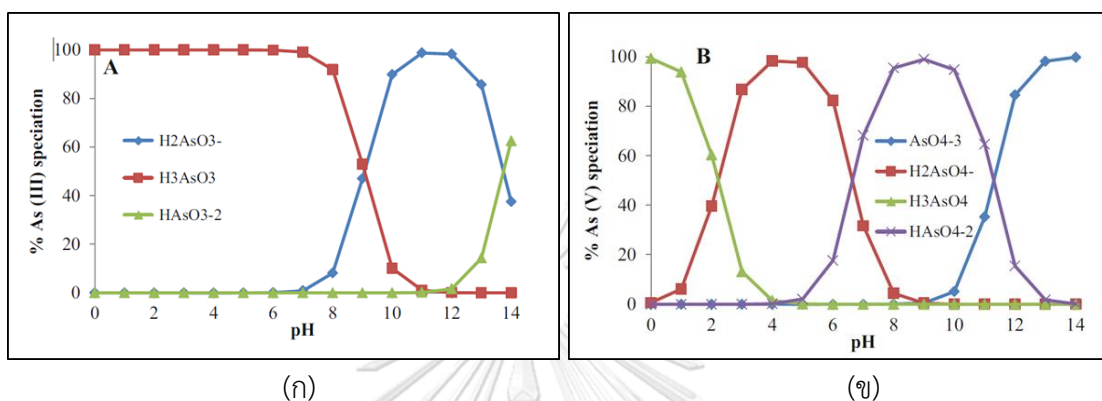 A
% As (III) speciation
100
80
60
40
20
0
H2AsO3-
H3AsO3
HAsO3-2
0 2 4 6 8 10 12 14
pH
(ก)
B
% As (V) speciation
100
80
60
40
20
0
AsO4-3
H2AsO4-
H3AsO4
HAsO4-2
0 2 4 6 8 10 12 14
pH
(ข)